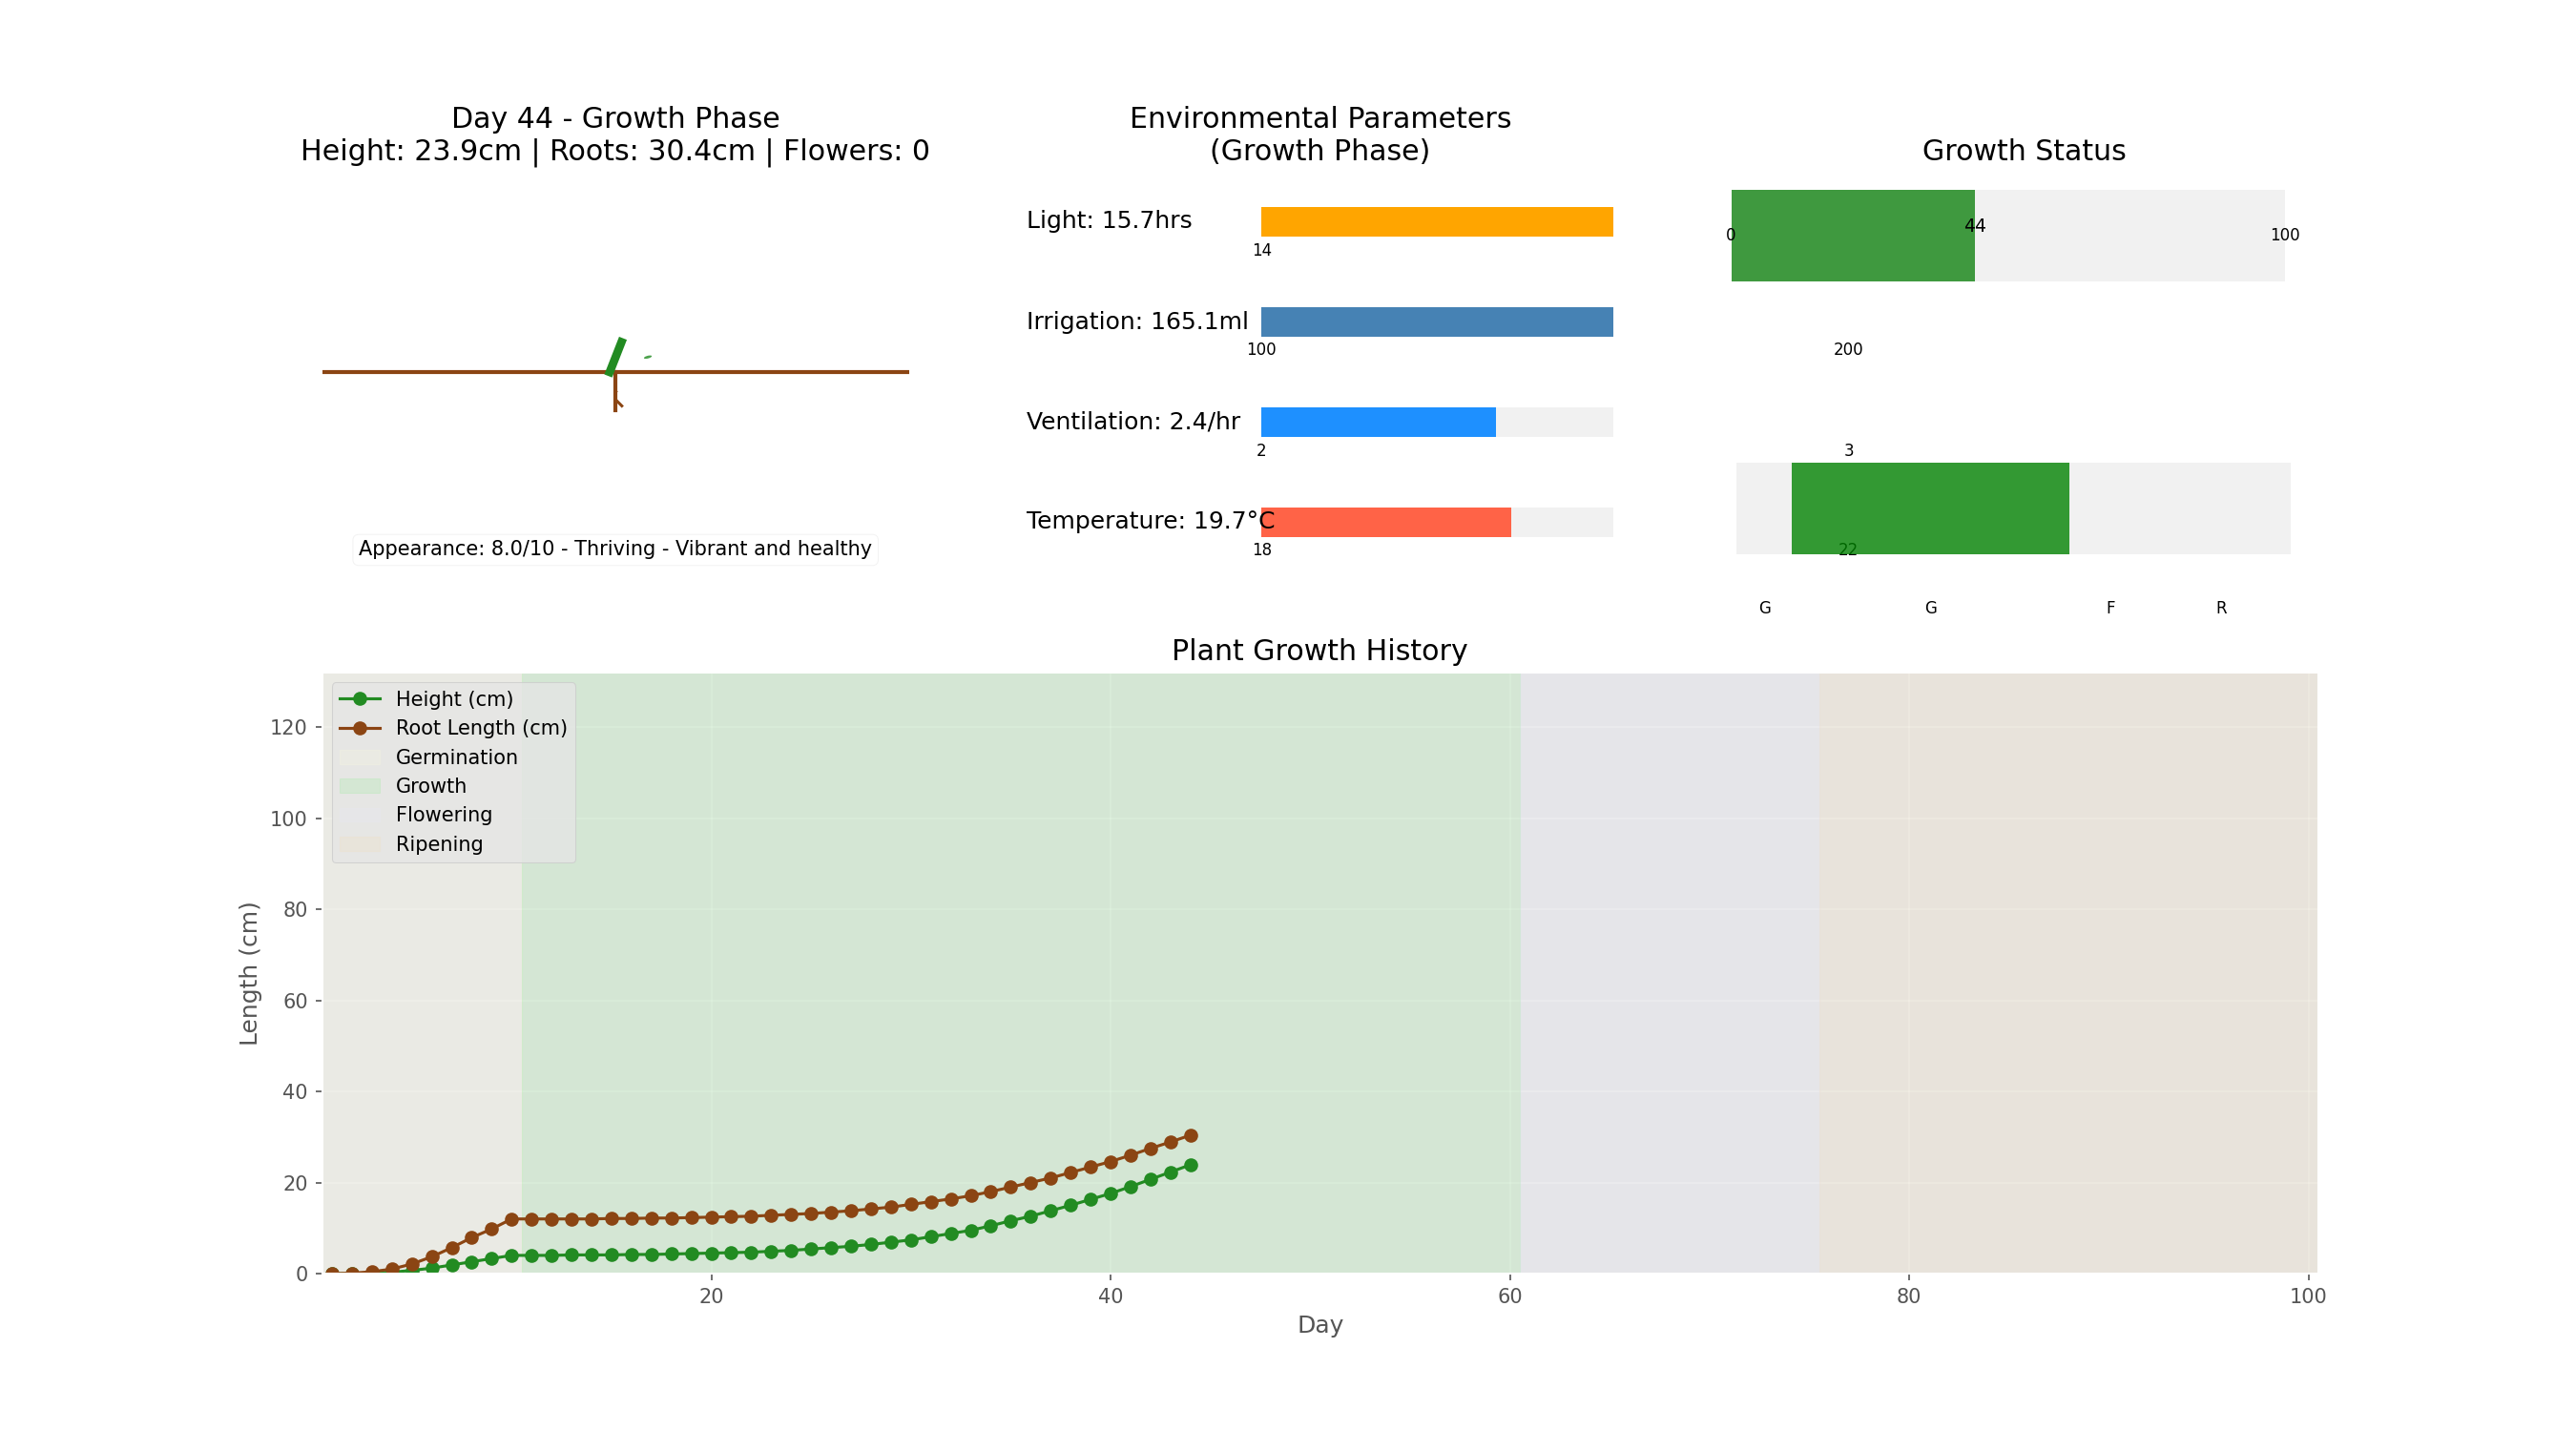 Day 44 - Growth Phase
Height: 23.9cm | Roots: 30.4cm | Flowers: 0
Appearance: 8.0/10 - Thriving - Vibrant and healthy
Environmental Parameters
(Growth Phase)
Light: 15.7hrs
14
Irrigation: 165.1ml
100
200
Ventilation: 2.4/hr
2
3
Temperature: 19.7°C
18
22
Growth Status
0
44
100
G
G
F
R
Plant Growth History
Height (cm)
Root Length (cm)
Germination
Growth
Flowering
Ripening
Length (cm)
120
100
80
60
40
20
0
20
40
60
80
100
Day